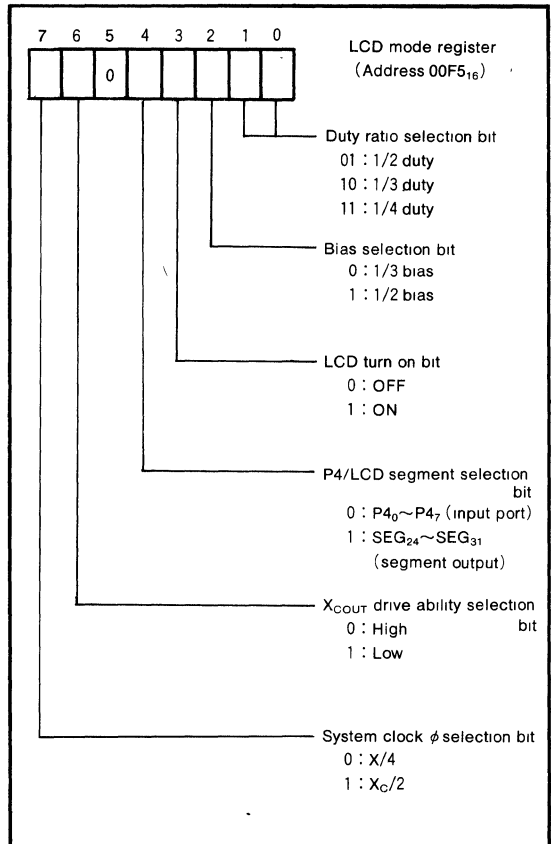 7 6 5 4 3 2 1 0
0
LCD mode register
(Address 00F5₁₆)
Duty ratio selection bit
01 : 1/2 duty
10 : 1/3 duty
11 : 1/4 duty
Bias selection bit
0 : 1/3 bias
1 : 1/2 bias
LCD turn on bit
0 : OFF
1 : ON
P4/LCD segment selection
bit
0 : P4₀~P4₇ (input port)
1 : SEG₂₄~SEG₃₁
(segment output)
X_COUT drive ability selection
0 : High bit
1 : Low
System clock ϕ selection bit
0 : X/4
1 : X_C/2